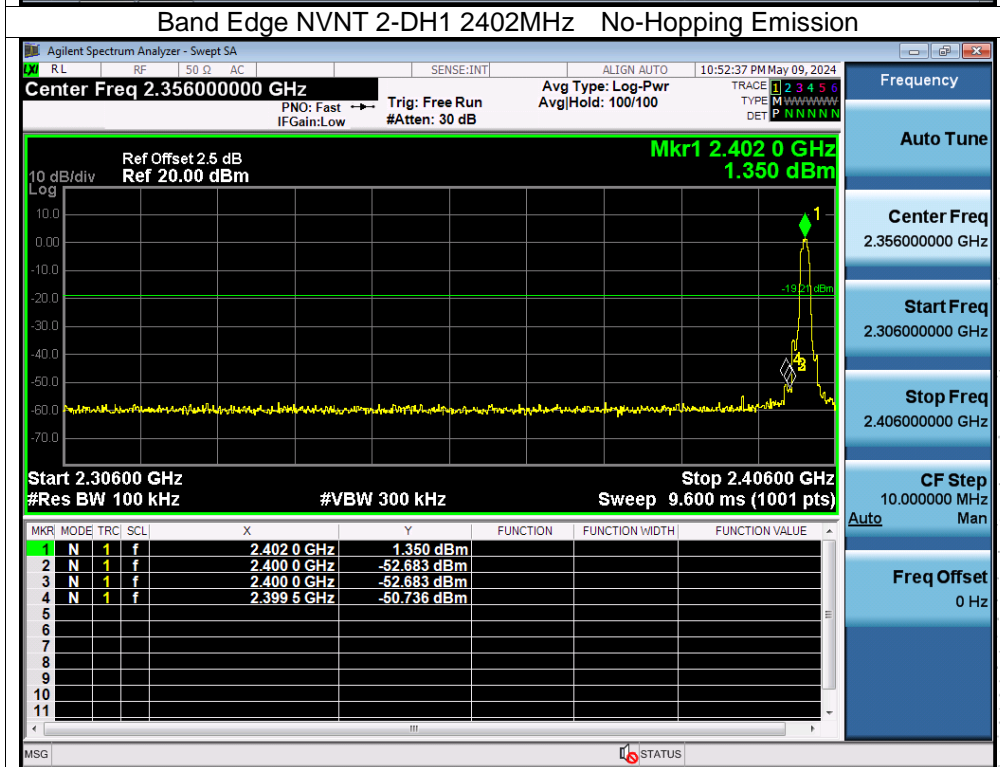 Band Edge NVNT 2-DH1 2402MHz No-Hopping Emission
Agilent Spectrum Analyzer - Swept SA
LXI RL RF 50 Ω AC SENSE:INT ALIGN AUTO 10:52:37 PM May 09, 2024
Center Freq 2.356000000 GHz
PNO: Fast
IFGain:Low
Trig: Free Run
#Atten: 30 dB
Avg Type: Log-Pwr
Avg|Hold: 100/100
TRACE 1 2 3 4 5 6
TYPE M WWWWW
DET P N N N N N
Ref Offset 2.5 dB
10 dB/div Ref 20.00 dBm
Log
Mkr1 2.402 0 GHz
1.350 dBm
10.0
0.00
-10.0
-20.0
-30.0
-40.0
-50.0
-60.0
-70.0
1
-19.21 dBm
4
Start 2.30600 GHz Stop 2.40600 GHz
#Res BW 100 kHz #VBW 300 kHz Sweep 9.600 ms (1001 pts)
MKR MODE TRC SCL X Y FUNCTION FUNCTION WIDTH FUNCTION VALUE
1 N 1 f 2.402 0 GHz 1.350 dBm
2 N 1 f 2.400 0 GHz -52.683 dBm
3 N 1 f 2.400 0 GHz -52.683 dBm
4 N 1 f 2.399 5 GHz -50.736 dBm
5
6
7
8
9
10
11
MSG STATUS
Frequency
Auto Tune
Center Freq
2.356000000 GHz
Start Freq
2.306000000 GHz
Stop Freq
2.406000000 GHz
CF Step
10.000000 MHz
Auto Man
Freq Offset
0 Hz